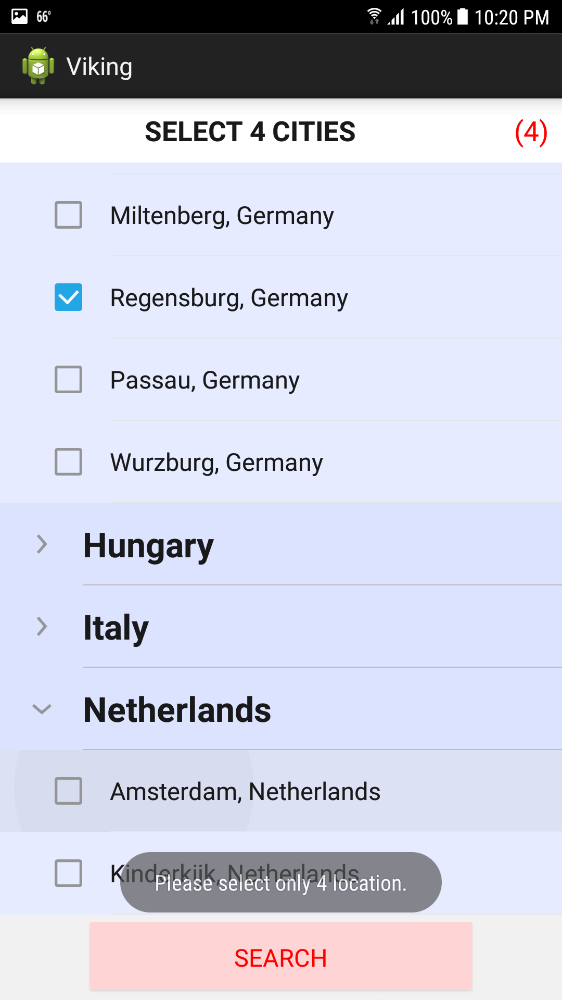 66°
100% 10:20 PM
Viking
SELECT 4 CITIES (4)
Miltenberg, Germany
Regensburg, Germany
Passau, Germany
Wurzburg, Germany
Hungary
Italy
Netherlands
Amsterdam, Netherlands
Kinderkijk, Netherlands
Please select only 4 location.
SEARCH